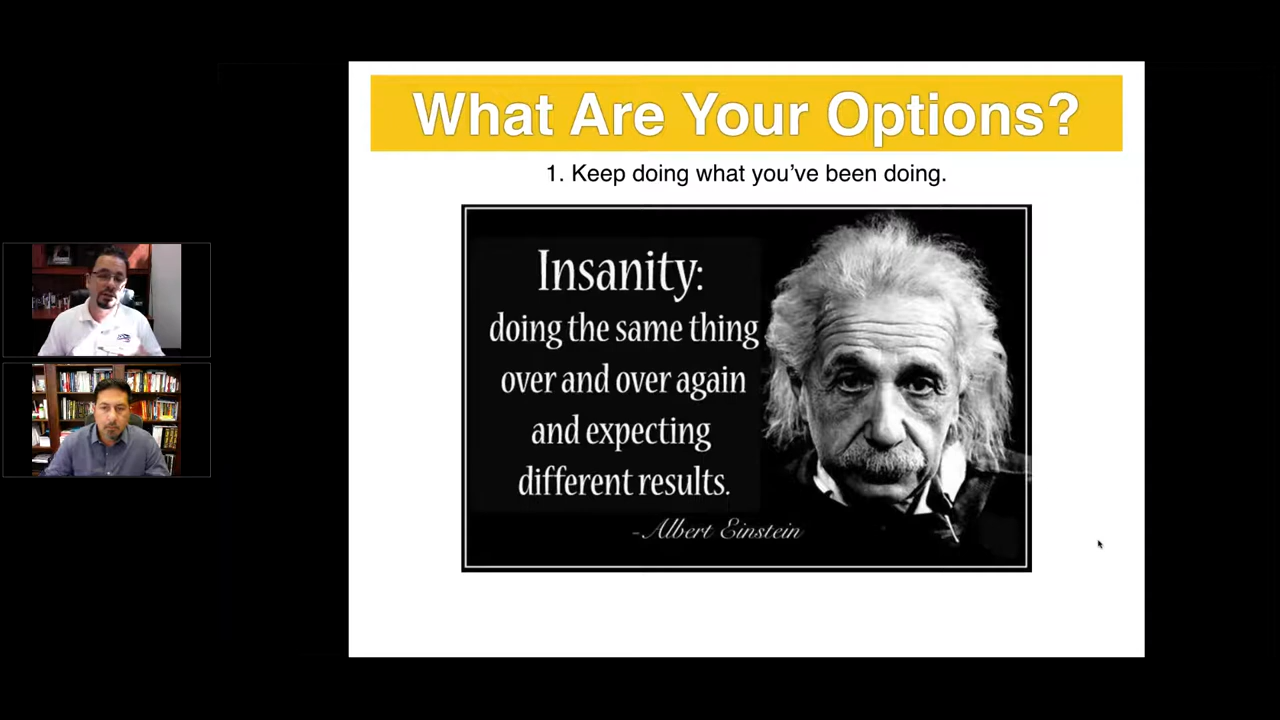 What Are Your Options?
1. Keep doing what you’ve been doing.
Insanity:
doing the same thing
over and over again
and expecting
different results.
-Albert Einstein